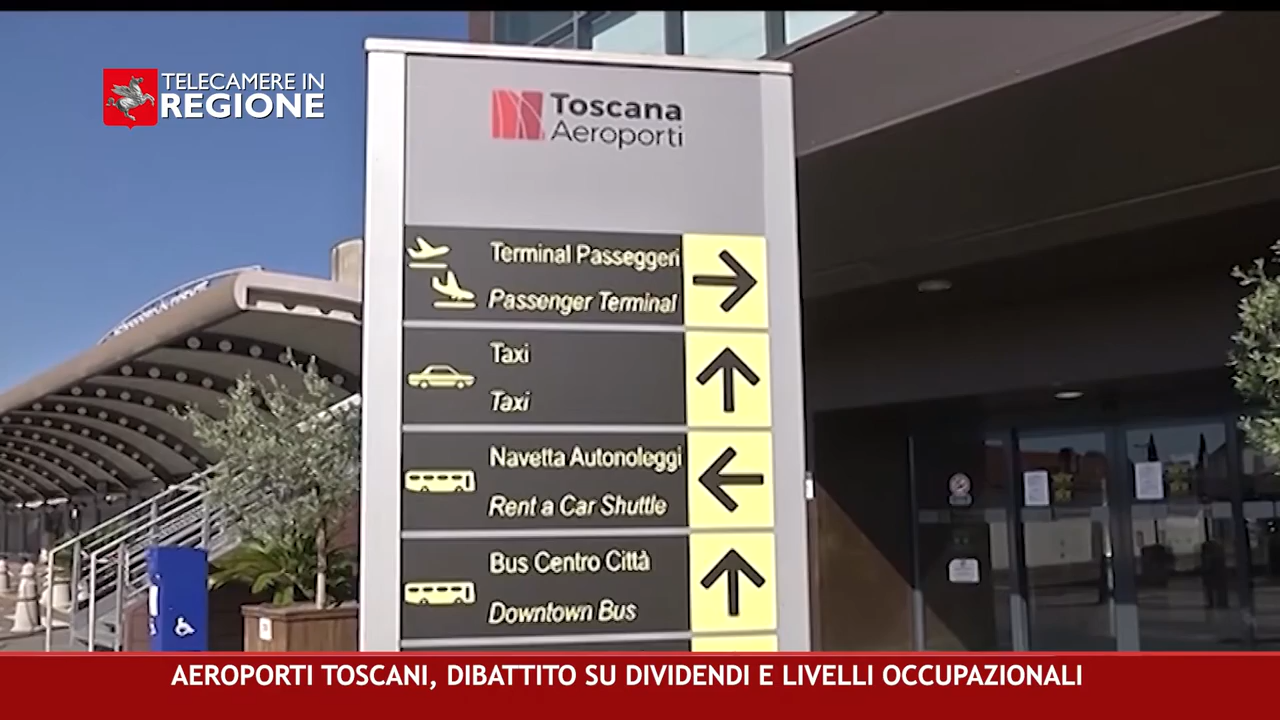 TELECAMERE IN
REGIONE
Toscana
Aeroporti
Terminal Passeggeri
Passenger Terminal
Taxi
Taxi
Navetta Autonoleggi
Rent a Car Shuttle
Bus Centro Città
Downtown Bus
AEROPORTI TOSCANI, DIBATTITO SU DIVIDENDI E LIVELLI OCCUPAZIONALI